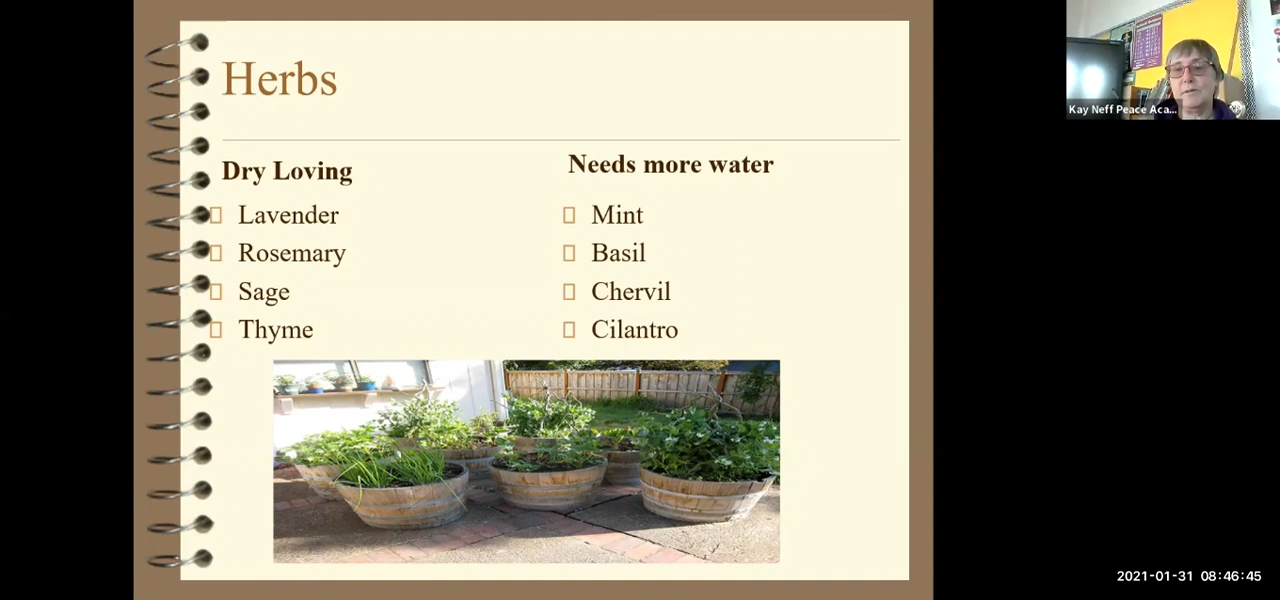 Herbs
Dry Loving
Lavender
Rosemary
Sage
Thyme
Needs more water
Mint
Basil
Chervil
Cilantro
Kay Neff Peace Aca...
2021-01-31 08:46:45